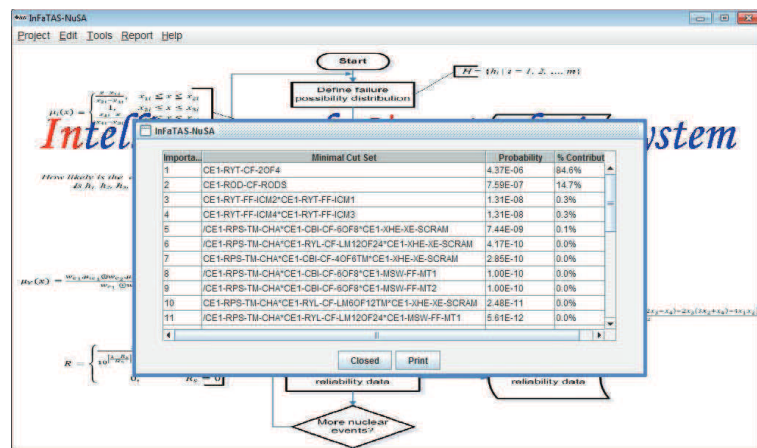 InFaTAS-NuSA
Project Edit Tools Report Help
Start
Define failure
possibility distribution
InFaTAS-NuSA
Importa... Minimal Cut Set Probability % Contribut
1 CE1-RYT-CF-2OF4 4.37E-06 84.6%
2 CE1-ROD-CF-RODS 7.59E-07 14.7%
3 CE1-RYT-FF-ICM2*CE1-RYT-FF-ICM1 1.31E-08 0.3%
4 CE1-RYT-FF-ICM4*CE1-RYT-FF-ICM3 1.31E-08 0.3%
5 /CE1-RPS-TM-CHA*CE1-CBI-CF-6OF8*CE1-XHE-XE-SCRAM 7.44E-09 0.1%
6 /CE1-RPS-TM-CHA*CE1-RYL-CF-LM12OF24*CE1-XHE-XE-SCRAM 4.17E-10 0.0%
7 CE1-RPS-TM-CHA*CE1-CBI-CF-4OF6TM*CE1-XHE-XE-SCRAM 2.85E-10 0.0%
8 /CE1-RPS-TM-CHA*CE1-CBI-CF-6OF8*CE1-MSW-FF-MT1 1.00E-10 0.0%
9 /CE1-RPS-TM-CHA*CE1-CBI-CF-6OF8*CE1-MSW-FF-MT2 1.00E-10 0.0%
10 CE1-RPS-TM-CHA*CE1-RYL-CF-LM6OF12TM*CE1-XHE-XE-SCRAM 2.48E-11 0.0%
11 /CE1-RPS-TM-CHA*CE1-RYL-CF-LM12OF24*CE1-MSW-FF-MT1 5.61E-12 0.0%
Closed Print
reliability data reliability data
More nuclear
events?